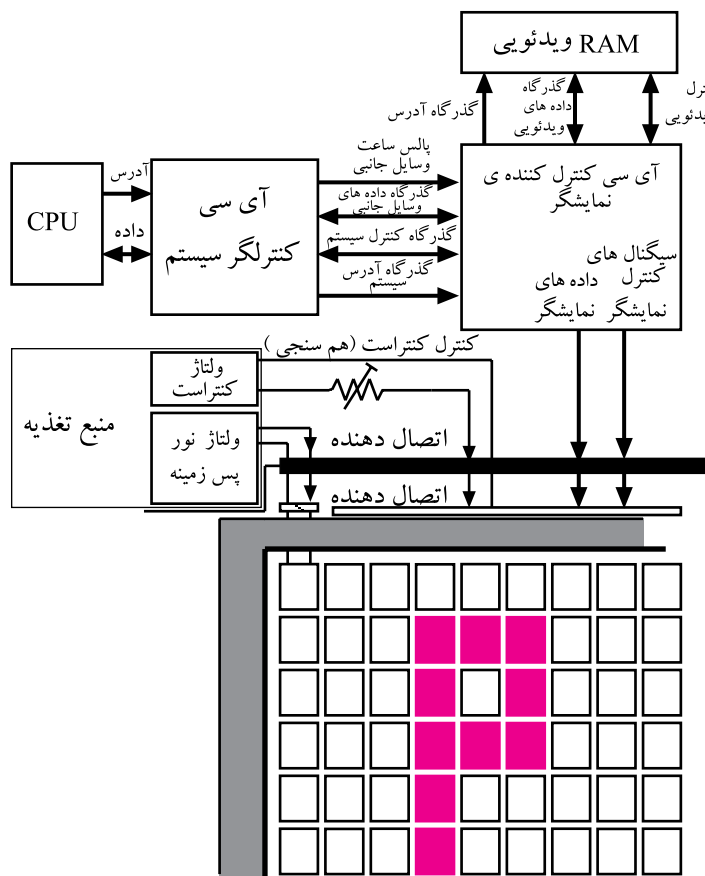 RAM ویدئویی
گذرگاه آدرس
گذرگاه
داده های
ویدئویی
پالس ساعت
وسایل جانبی
آدرس
CPU
داده
آی سی
کنترلگر سیستم
گذرگاه داده های
وسایل جانبی
گذرگاه کنترل سیستم
گذرگاه آدرس
سیستم
آی سی کنترل کننده ی
نمایشگر
سیگنال های
کنترل
نمایشگر
داده های
نمایشگر
کنترل کنتراست (هم سنجی )
ولتاژ
کنتراست
منبع تغذیه
ولتاژ نور
پس زمینه
اتصال دهنده
اتصال دهنده